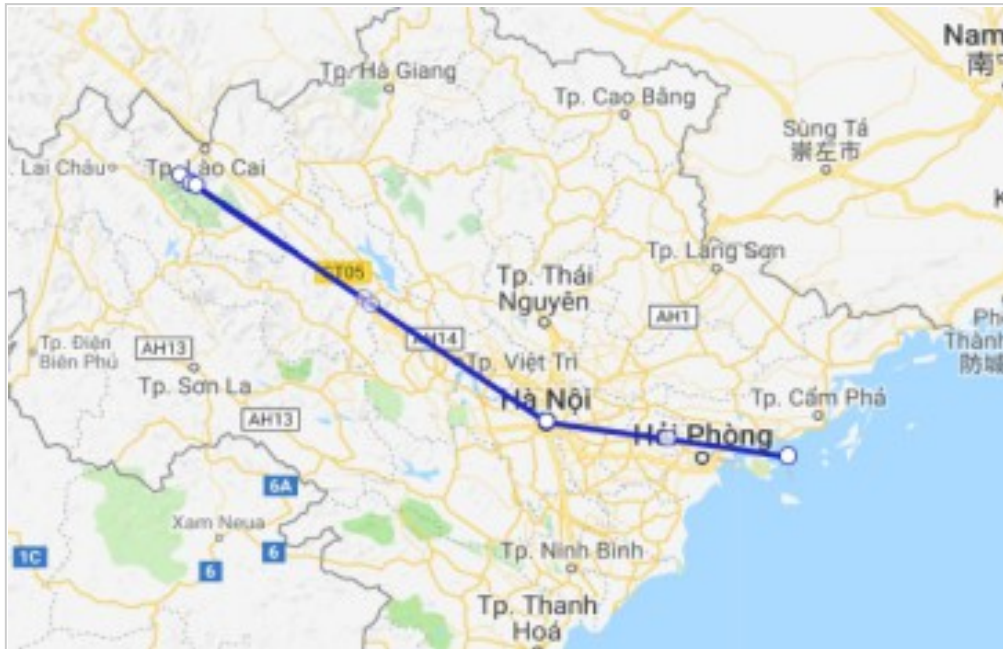 Nam
南
Tp. Hà Giang
Tp. Cao Bằng
Sùng Tả
崇左市
Lai Châu
Tp. Lào Cai
K
Tp. Lạng Sơn
CT05
Tp. Thái
Nguyên
AH1
Tp. Điện
Biên Phủ
AH13
AH14
Tp. Việt Trì
Tp. Sơn La
Hà Nội
Tp. Cẩm Phả
AH13
Hải Phòng
Thành
防城
6A
Xam Neua
6
1C
6
Tp. Ninh Bình
Tp. Thanh
Hoá